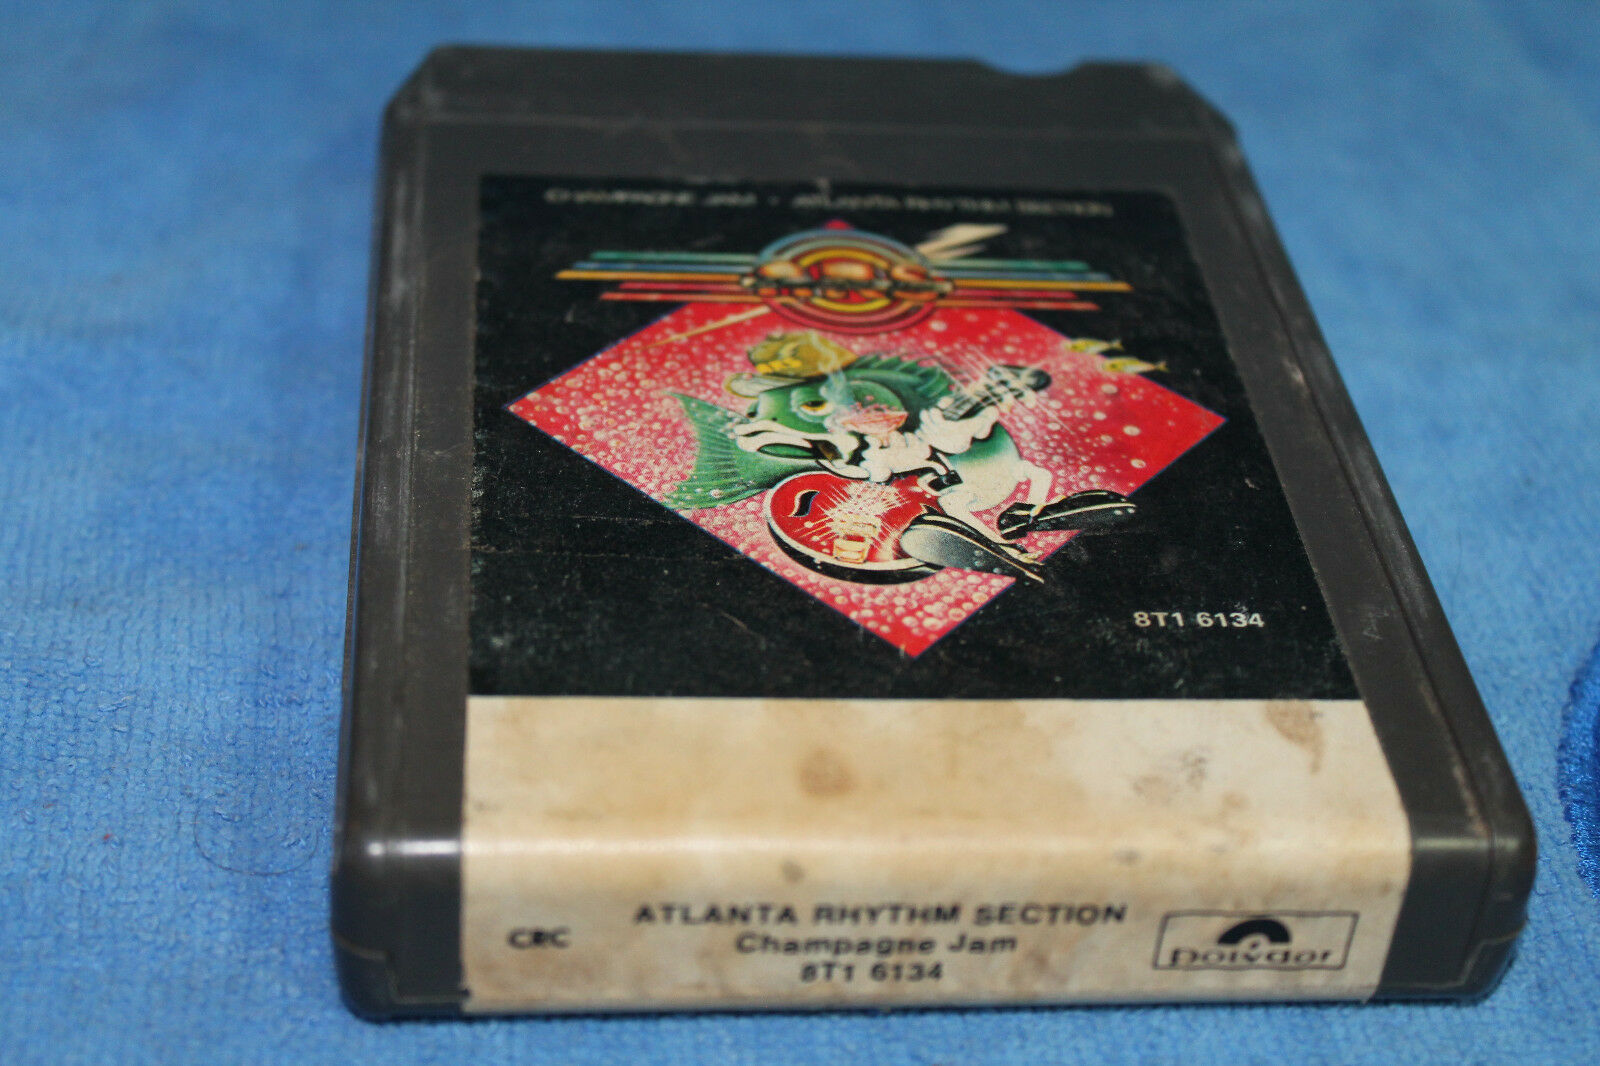 CHAMPAGNE JAM • ATLANTA RHYTHM SECTION
8T1 6134
CRC
ATLANTA RHYTHM SECTION
Champagne Jam
8T1 6134
Polydor